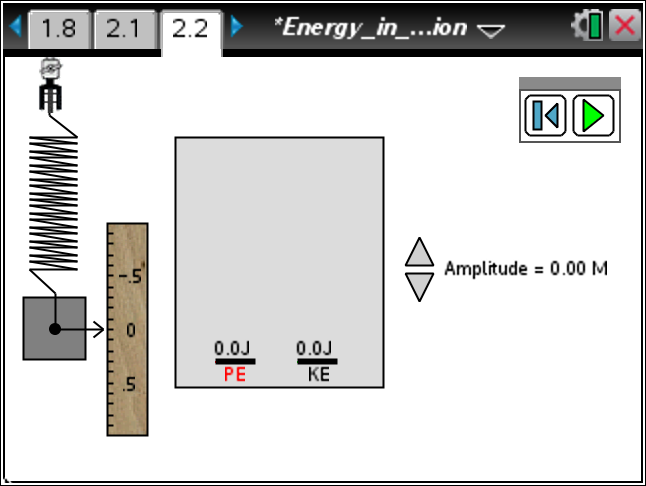 1.8 2.1 2.2 *Energy_in_...ion
-.5
0
.5
Amplitude = 0.00 M
0.0J 0.0J
PE KE